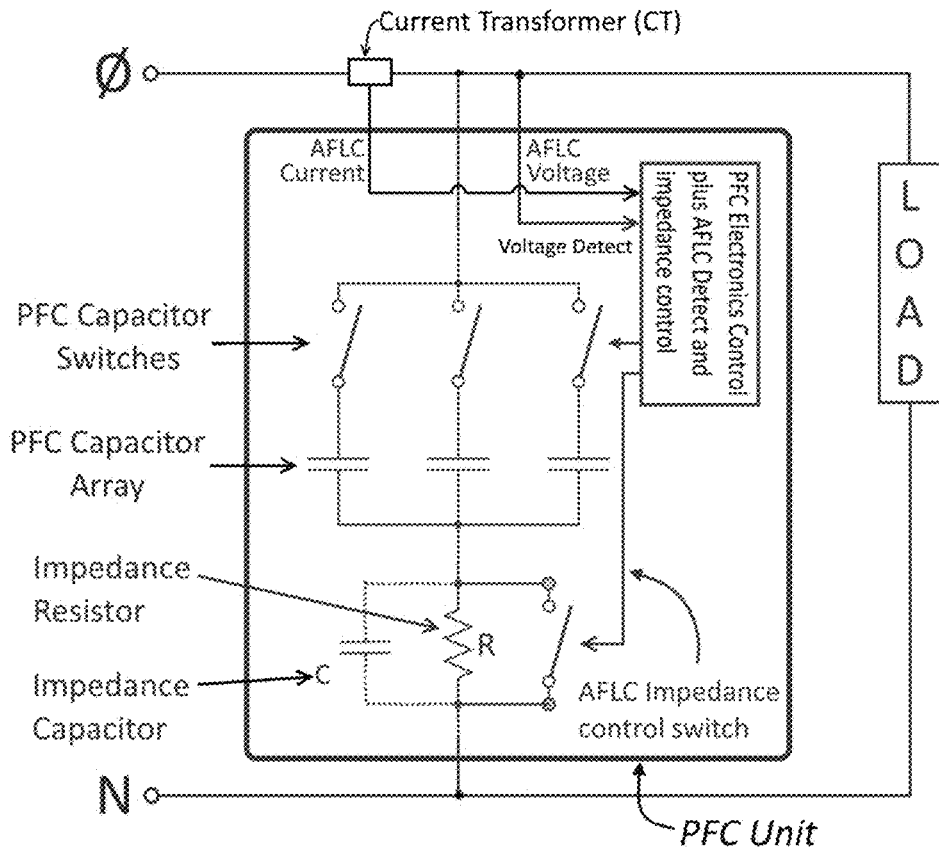 Current Transformer (CT)
Ø
AFLC
Current
AFLC
Voltage
Voltage Detect
PFC Electronics Control
plus AFLC Detect and
impedance control
LOAD
PFC Capacitor
Switches
PFC Capacitor
Array
Impedance
Resistor
R
C
Impedance
Capacitor
AFLC Impedance
control switch
N
PFC Unit